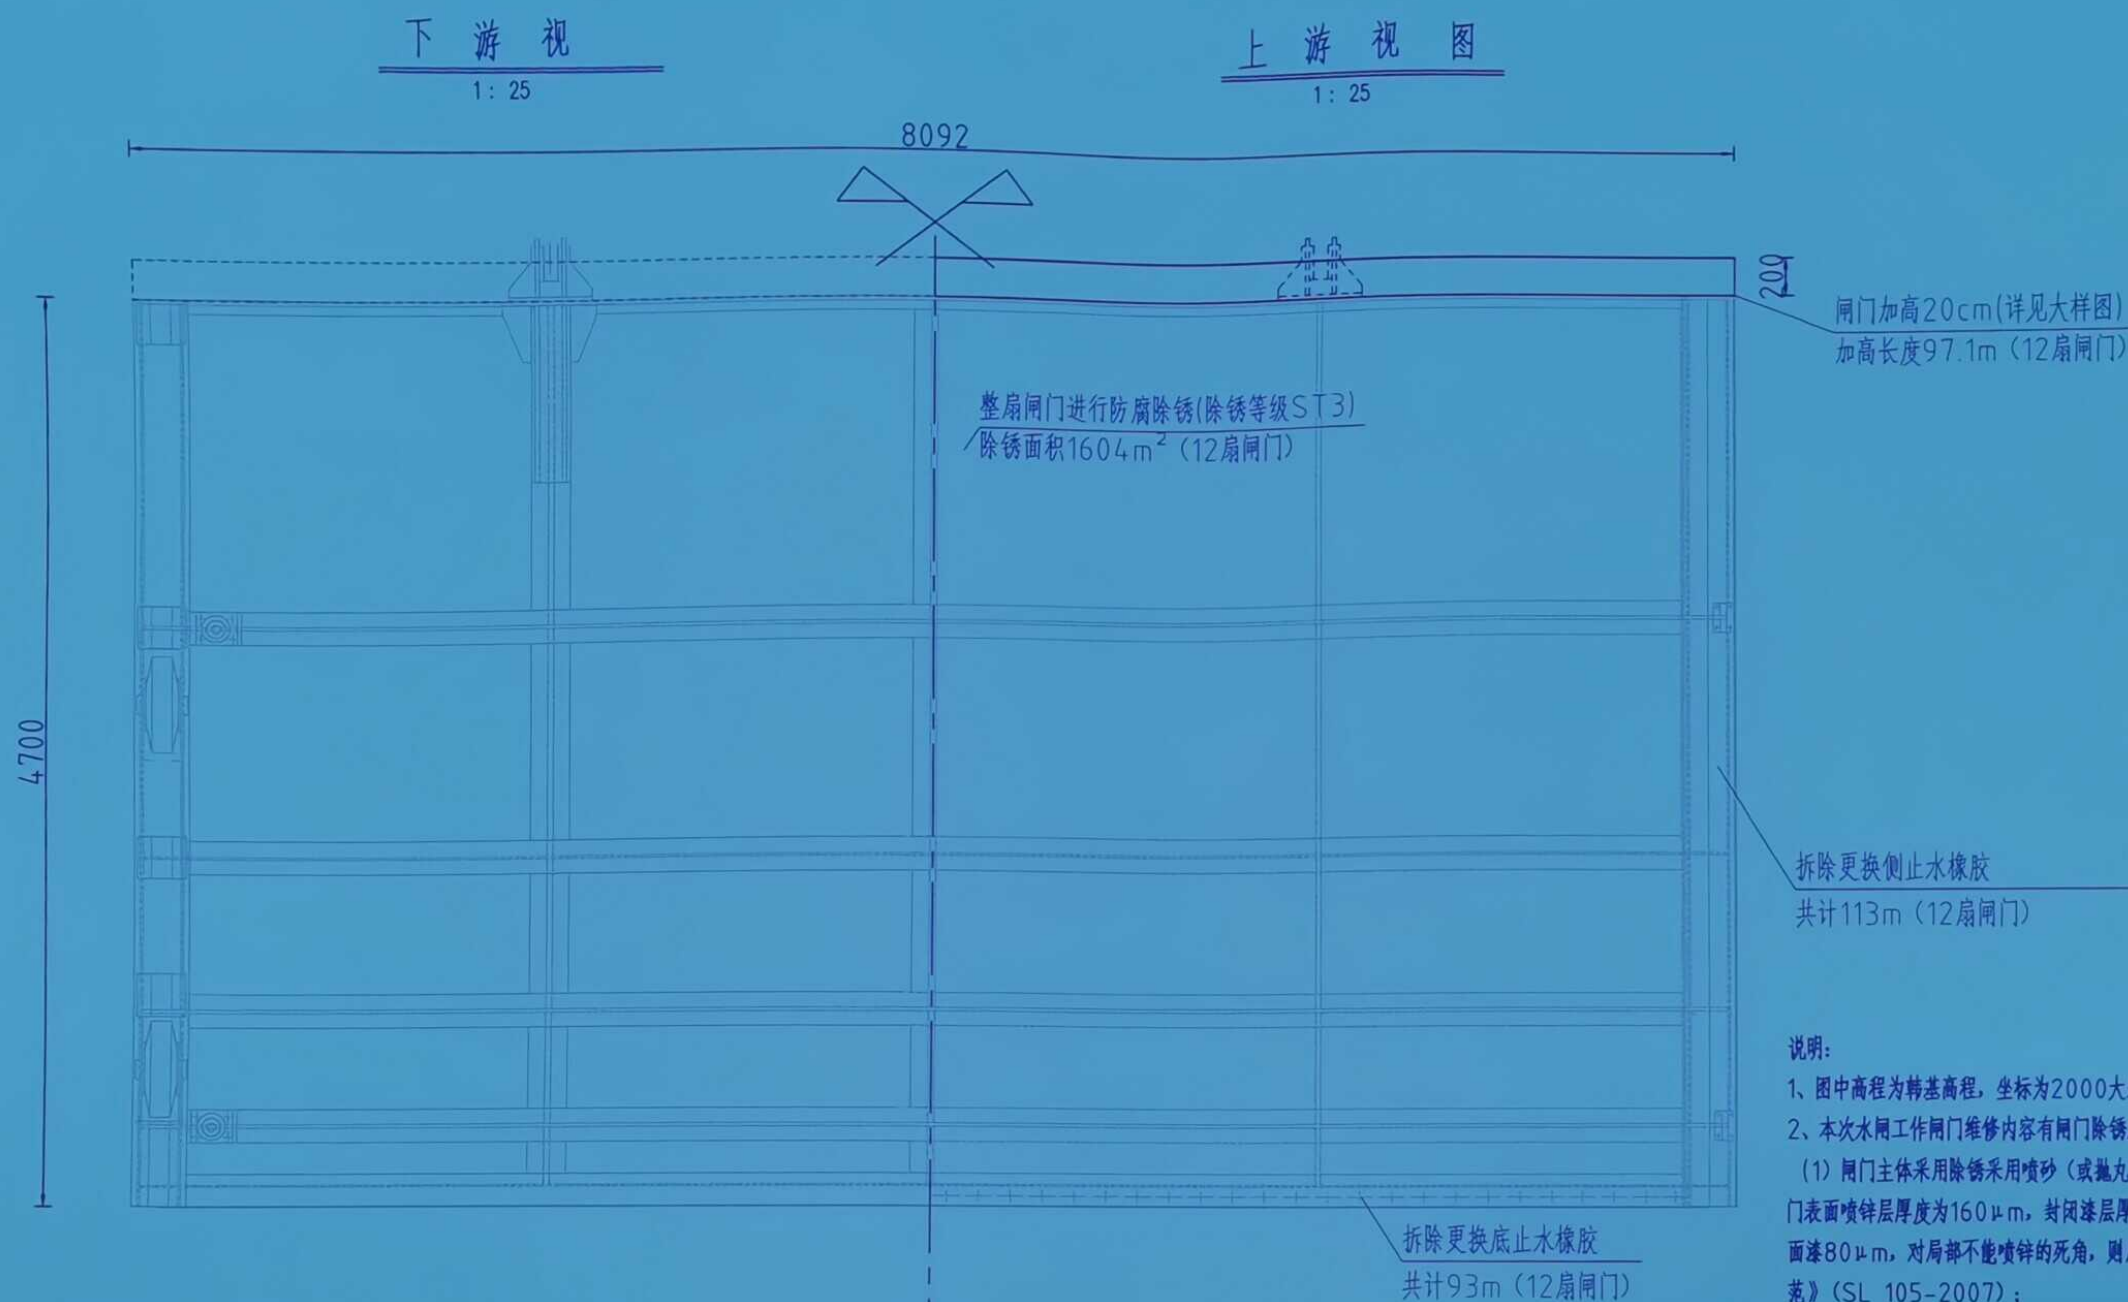 下游视
1: 25
上游视图
1: 25
8092
200
闸门加高20cm(详见大样图)
加高长度97.1m（12扇闸门）
整扇闸门进行防腐除锈(除锈等级ST3)
除锈面积1604m²（12扇闸门）
4700
拆除更换侧止水橡胶
共计113m（12扇闸门）
说明:
1、图中高程为韩基高程, 坐标为2000大
2、本次水闸工作闸门维修内容有闸门除锈
（1）闸门主体采用除锈采用喷砂（或抛丸
门表面喷锌层厚度为160μm, 封闭漆层厚
面漆80μm, 对局部不能喷锌的死角, 则
范》（SL 105-2007）;
拆除更换底止水橡胶
共计93m（12扇闸门）